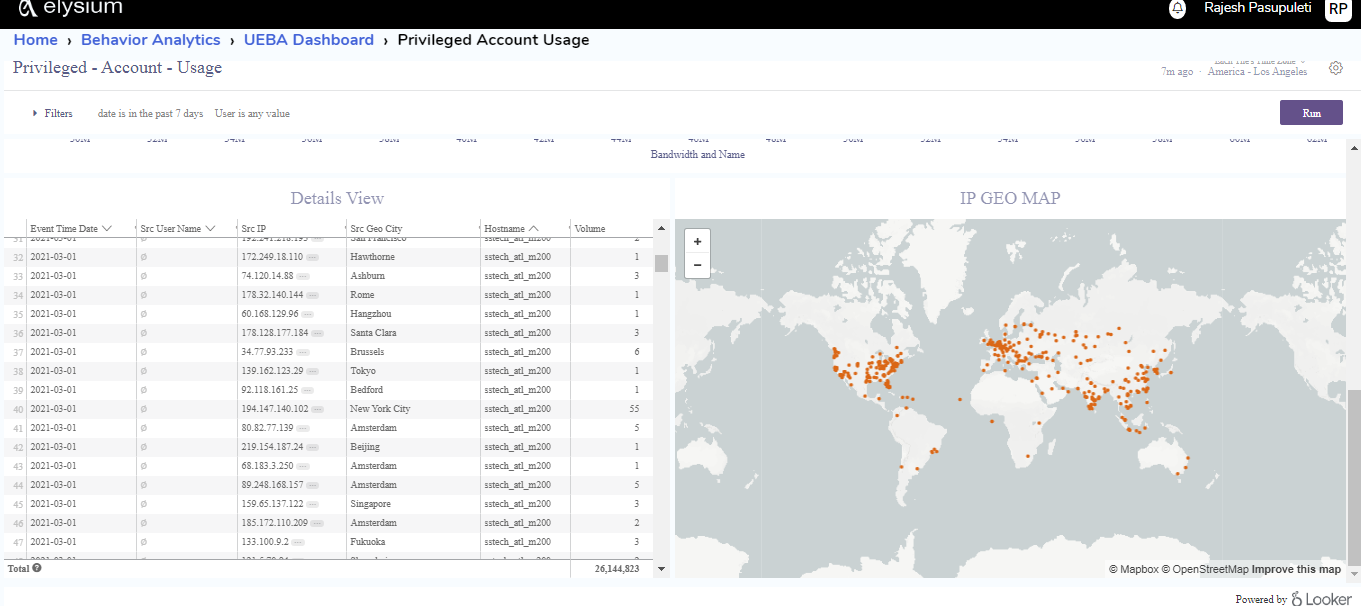 elysium
Rajesh Pasupuleti RP
Home › Behavior Analytics › UEBA Dashboard › Privileged Account Usage
Privileged - Account - Usage
7m ago · America - Los Angeles
Filters date is in the past 7 days User is any value
Run
Bandwidth and Name
Details View
Event Time Date Src User Name Src IP Src Geo City Hostname Volume
32 2021-03-01 ∅ 172.249.18.110 Hawthorne sstech_atl_m200 1
33 2021-03-01 ∅ 74.120.14.88 Ashburn sstech_atl_m200 3
34 2021-03-01 ∅ 178.32.140.144 Rome sstech_atl_m200 1
35 2021-03-01 ∅ 60.168.129.96 Hangzhou sstech_atl_m200 1
36 2021-03-01 ∅ 178.128.177.184 Santa Clara sstech_atl_m200 3
37 2021-03-01 ∅ 34.77.93.233 Brussels sstech_atl_m200 6
38 2021-03-01 ∅ 139.162.123.29 Tokyo sstech_atl_m200 1
39 2021-03-01 ∅ 92.118.161.25 Bedford sstech_atl_m200 1
40 2021-03-01 ∅ 194.147.140.102 New York City sstech_atl_m200 55
41 2021-03-01 ∅ 80.82.77.139 Amsterdam sstech_atl_m200 5
42 2021-03-01 ∅ 219.154.187.24 Beijing sstech_atl_m200 1
43 2021-03-01 ∅ 68.183.3.250 Amsterdam sstech_atl_m200 1
44 2021-03-01 ∅ 89.248.168.157 Amsterdam sstech_atl_m200 5
45 2021-03-01 ∅ 159.65.137.122 Singapore sstech_atl_m200 3
46 2021-03-01 ∅ 185.172.110.209 Amsterdam sstech_atl_m200 2
47 2021-03-01 ∅ 133.100.9.2 Fukuoka sstech_atl_m200 3
Total 26,144,823
IP GEO MAP
+
−
© Mapbox © OpenStreetMap Improve this map
Powered by Looker